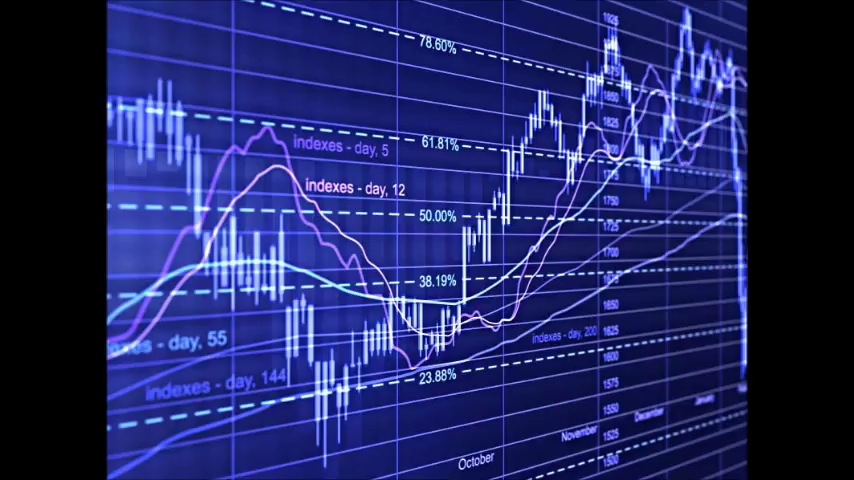 78.60%
indexes - day, 5
61.81%
indexes - day, 12
50.00%
38.19%
indexes - day, 55
indexes - day, 200
23.88%
indexes - day, 144
1925
1850
1825
1800
1775
1750
1725
1675
1650
1625
1600
1575
1550
1525
1500
October
November
December
January